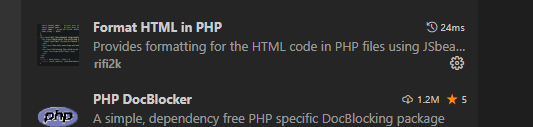 Format HTML in PHP 24ms
Provides formatting for the HTML code in PHP files using JSbea...
rifi2k
PHP DocBlocker 1.2M 5
php A simple, dependency free PHP specific DocBlocking package